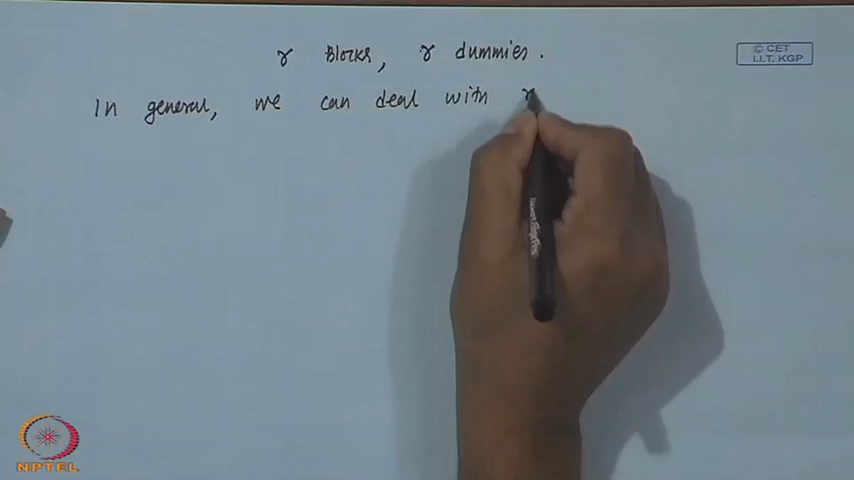 r Blocks, r dummies.
In general, we can deal with r
© CET
I.I.T. KGP
NPTEL